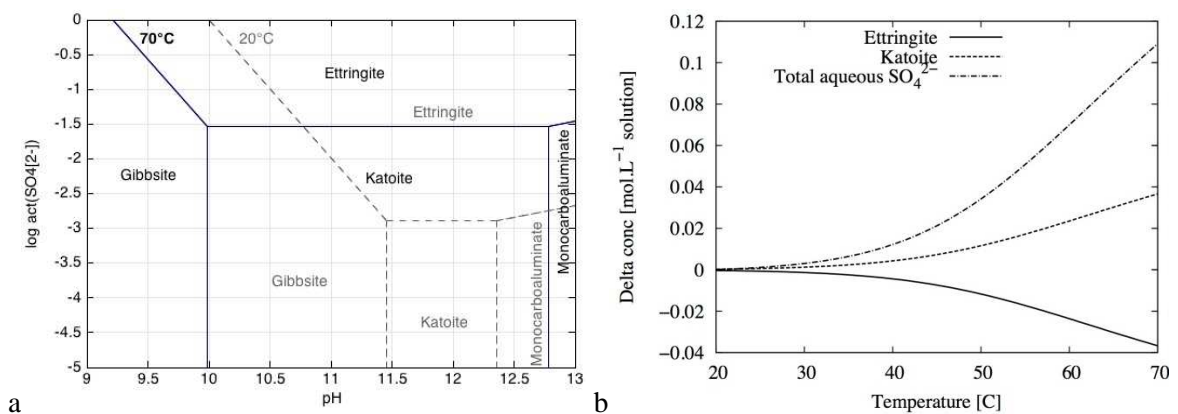 0
-0.5
-1
-1.5
-2
-2.5
-3
-3.5
-4
-4.5
-5
log act(SO4[2-])
70°C
20°C
Ettringite
Ettringite
Gibbsite
Katoite
Gibbsite
Katoite
Monocarboaluminate
Monocarboaluminate
9 9.5 10 10.5 11 11.5 12 12.5 13
pH
a
0.12
0.1
0.08
0.06
0.04
0.02
0
−0.02
−0.04
Delta conc [mol.L−1 solution]
Ettringite
Katoite
Total aqueous SO4 2−
20 30 40 50 60 70
Temperature [C]
b